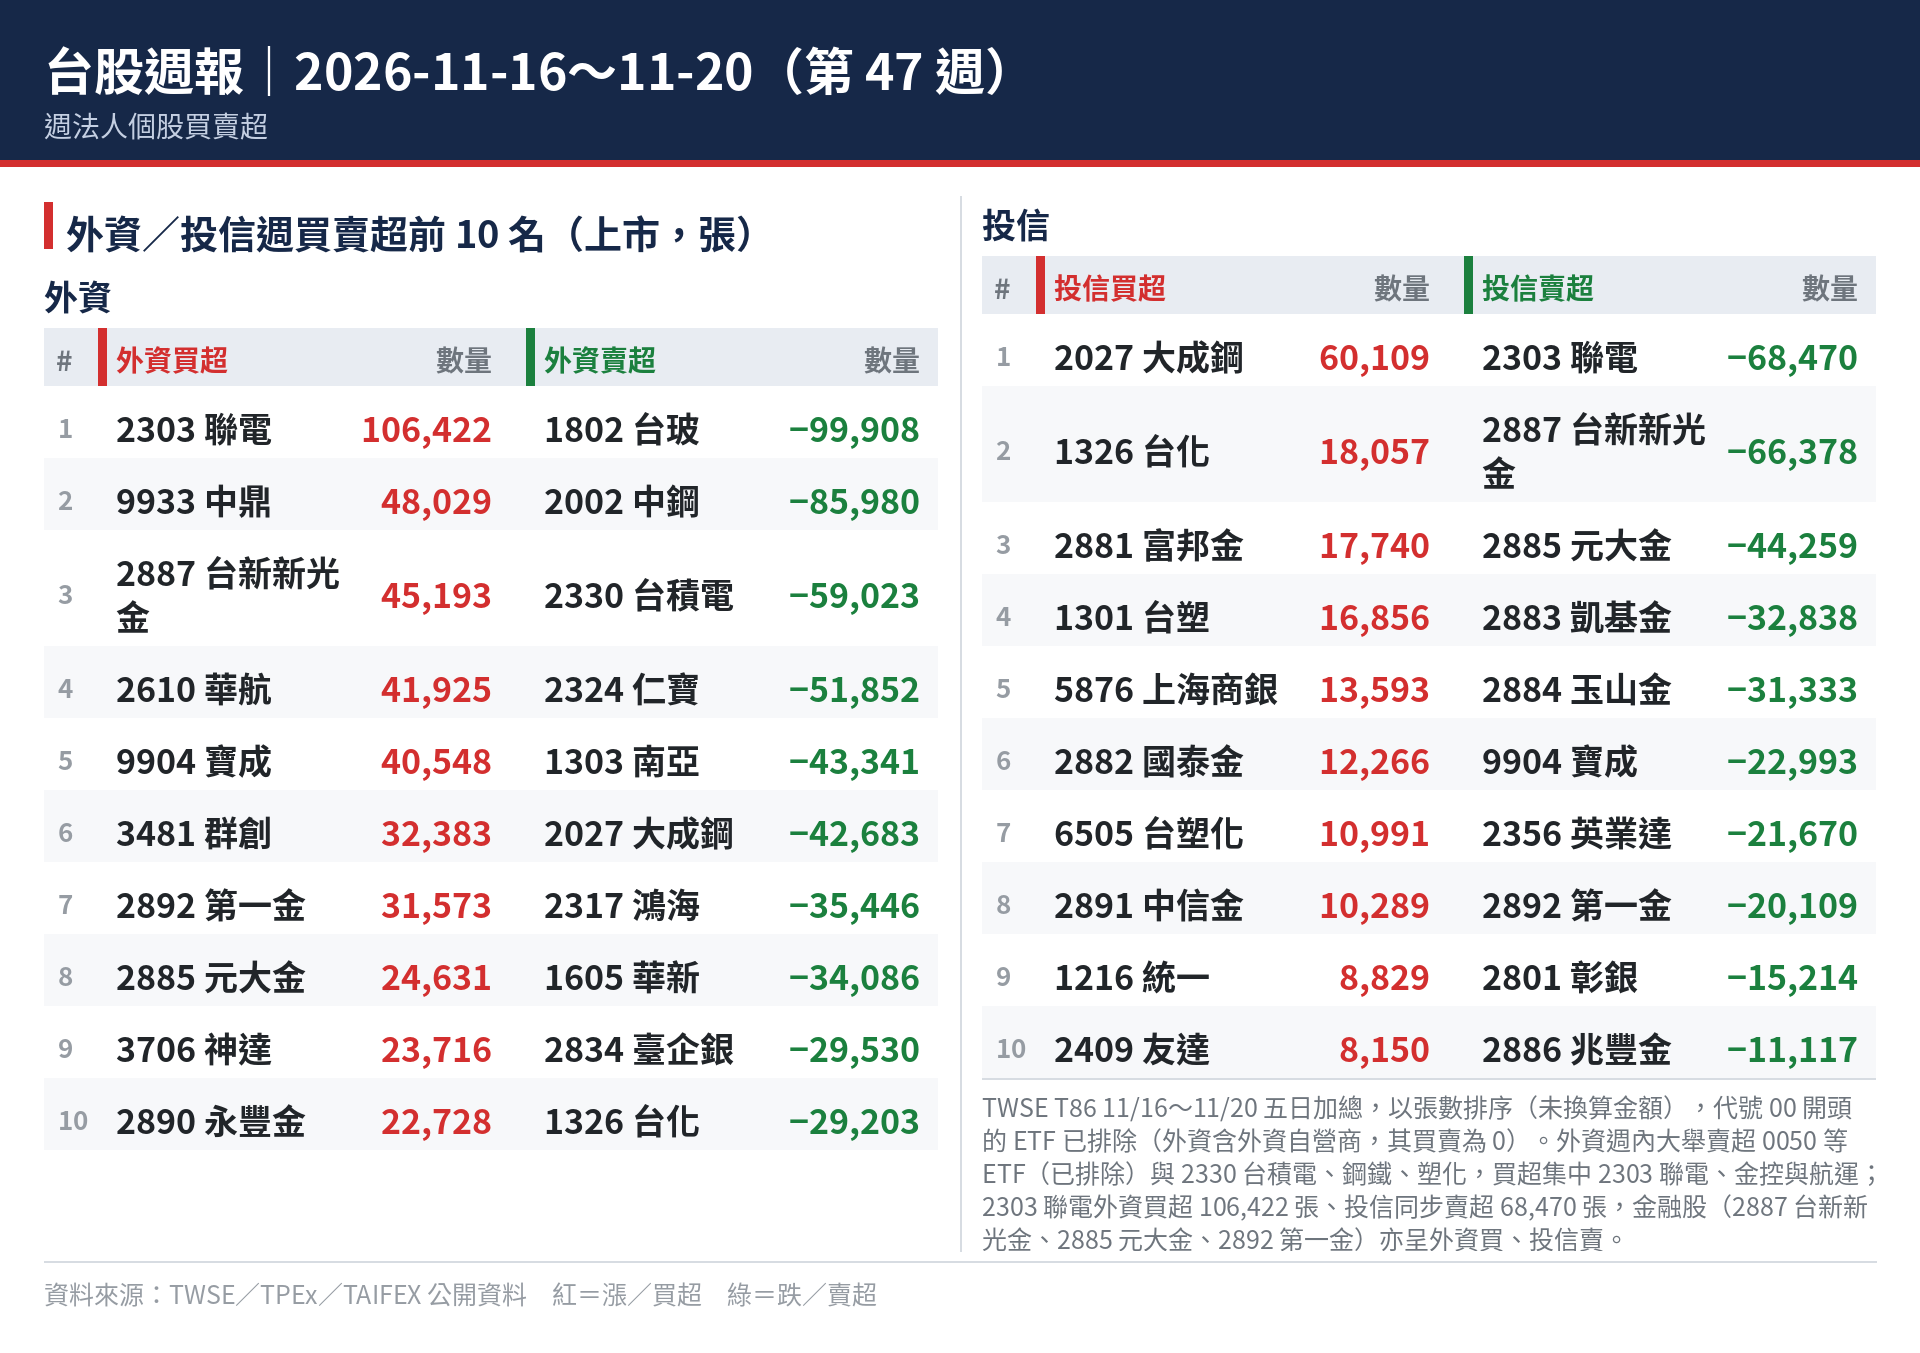 台股週報｜2026-11-16～11-20（第 47 週）
週法人個股買賣超
外資／投信週買賣超前 10 名（上市，張）
外資
# 外資買超 數量 外資賣超 數量
1 2303 聯電 106,422 1802 台玻 −99,908
2 9933 中鼎 48,029 2002 中鋼 −85,980
3 2887 台新新光金 45,193 2330 台積電 −59,023
4 2610 華航 41,925 2324 仁寶 −51,852
5 9904 寶成 40,548 1303 南亞 −43,341
6 3481 群創 32,383 2027 大成鋼 −42,683
7 2892 第一金 31,573 2317 鴻海 −35,446
8 2885 元大金 24,631 1605 華新 −34,086
9 3706 神達 23,716 2834 臺企銀 −29,530
10 2890 永豐金 22,728 1326 台化 −29,203
投信
# 投信買超 數量 投信賣超 數量
1 2027 大成鋼 60,109 2303 聯電 −68,470
2 1326 台化 18,057 2887 台新新光金 −66,378
3 2881 富邦金 17,740 2885 元大金 −44,259
4 1301 台塑 16,856 2883 凱基金 −32,838
5 5876 上海商銀 13,593 2884 玉山金 −31,333
6 2882 國泰金 12,266 9904 寶成 −22,993
7 6505 台塑化 10,991 2356 英業達 −21,670
8 2891 中信金 10,289 2892 第一金 −20,109
9 1216 統一 8,829 2801 彰銀 −15,214
10 2409 友達 8,150 2886 兆豐金 −11,117
TWSE T86 11/16～11/20 五日加總，以張數排序（未換算金額），代號 00 開頭
的 ETF 已排除（外資含外資自營商，其買賣為 0）。外資週內大舉賣超 0050 等
ETF（已排除）與 2330 台積電、鋼鐵、塑化，買超集中 2303 聯電、金控與航運；
2303 聯電外資買超 106,422 張、投信同步賣超 68,470 張，金融股（2887 台新新
光金、2885 元大金、2892 第一金）亦呈外資買、投信賣。
資料來源：TWSE／TPEx／TAIFEX 公開資料 紅＝漲／買超 綠＝跌／賣超